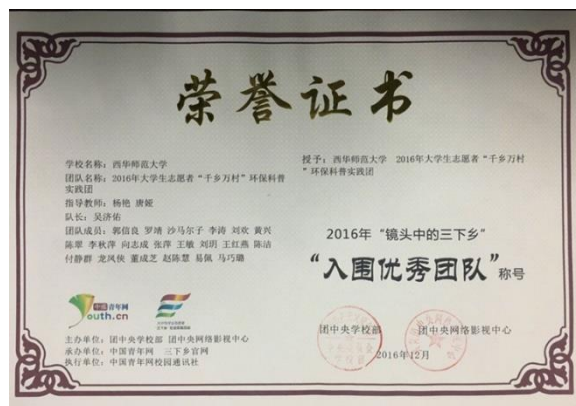 荣誉证书
学校名称：西华师范大学
团队名称：2016年大学生志愿者“千乡万村”环保科普
实践团
指导教师：杨艳 唐娅
队长：吴济佑
团队成员：郭信良 罗靖 沙马尔子 李涛 刘欢 黄兴
陈翠 李秋萍 向志成 张萍 王敏 刘玥 王红燕 陈洁
付静群 龙凤侠 董成芝 赵陈慧 易佩 马巧璐
授予：西华师范大学 2016年大学生志愿者“千乡万村
”环保科普实践团
2016年“镜头中的三下乡”
“入围优秀团队”称号
中国青年网
Youth.cn
主办单位：团中央学校部 团中央网络影视中心
承办单位：中国青年网 三下乡官网
执行单位：中国青年网校园通讯社
团中央学校部 团中央网络影视中心
2016年12月